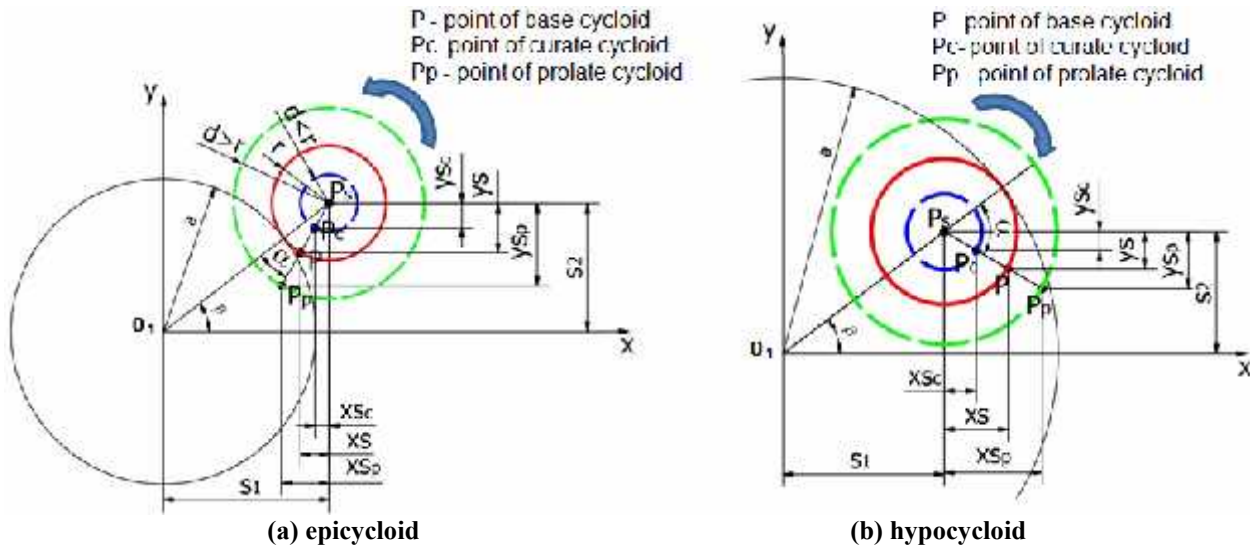 P - point of base cycloid
Pc point of curate cycloid
Pp - point of prolate cycloid
y
d>r
d<r
r
a
P
Pc
P
Pp
α
β
O1
x
ySc
yS
ySp
S2
xSc
xS
xSp
S1
(a) epicycloid
P - point of base cycloid
Pc- point of curate cycloid
Pp - point of prolate cycloid
y
a
Ps
Pc
P
Pp
α
β
O1
x
ySc
yS
ySp
S2
xSc
xS
xSp
S1
(b) hypocycloid